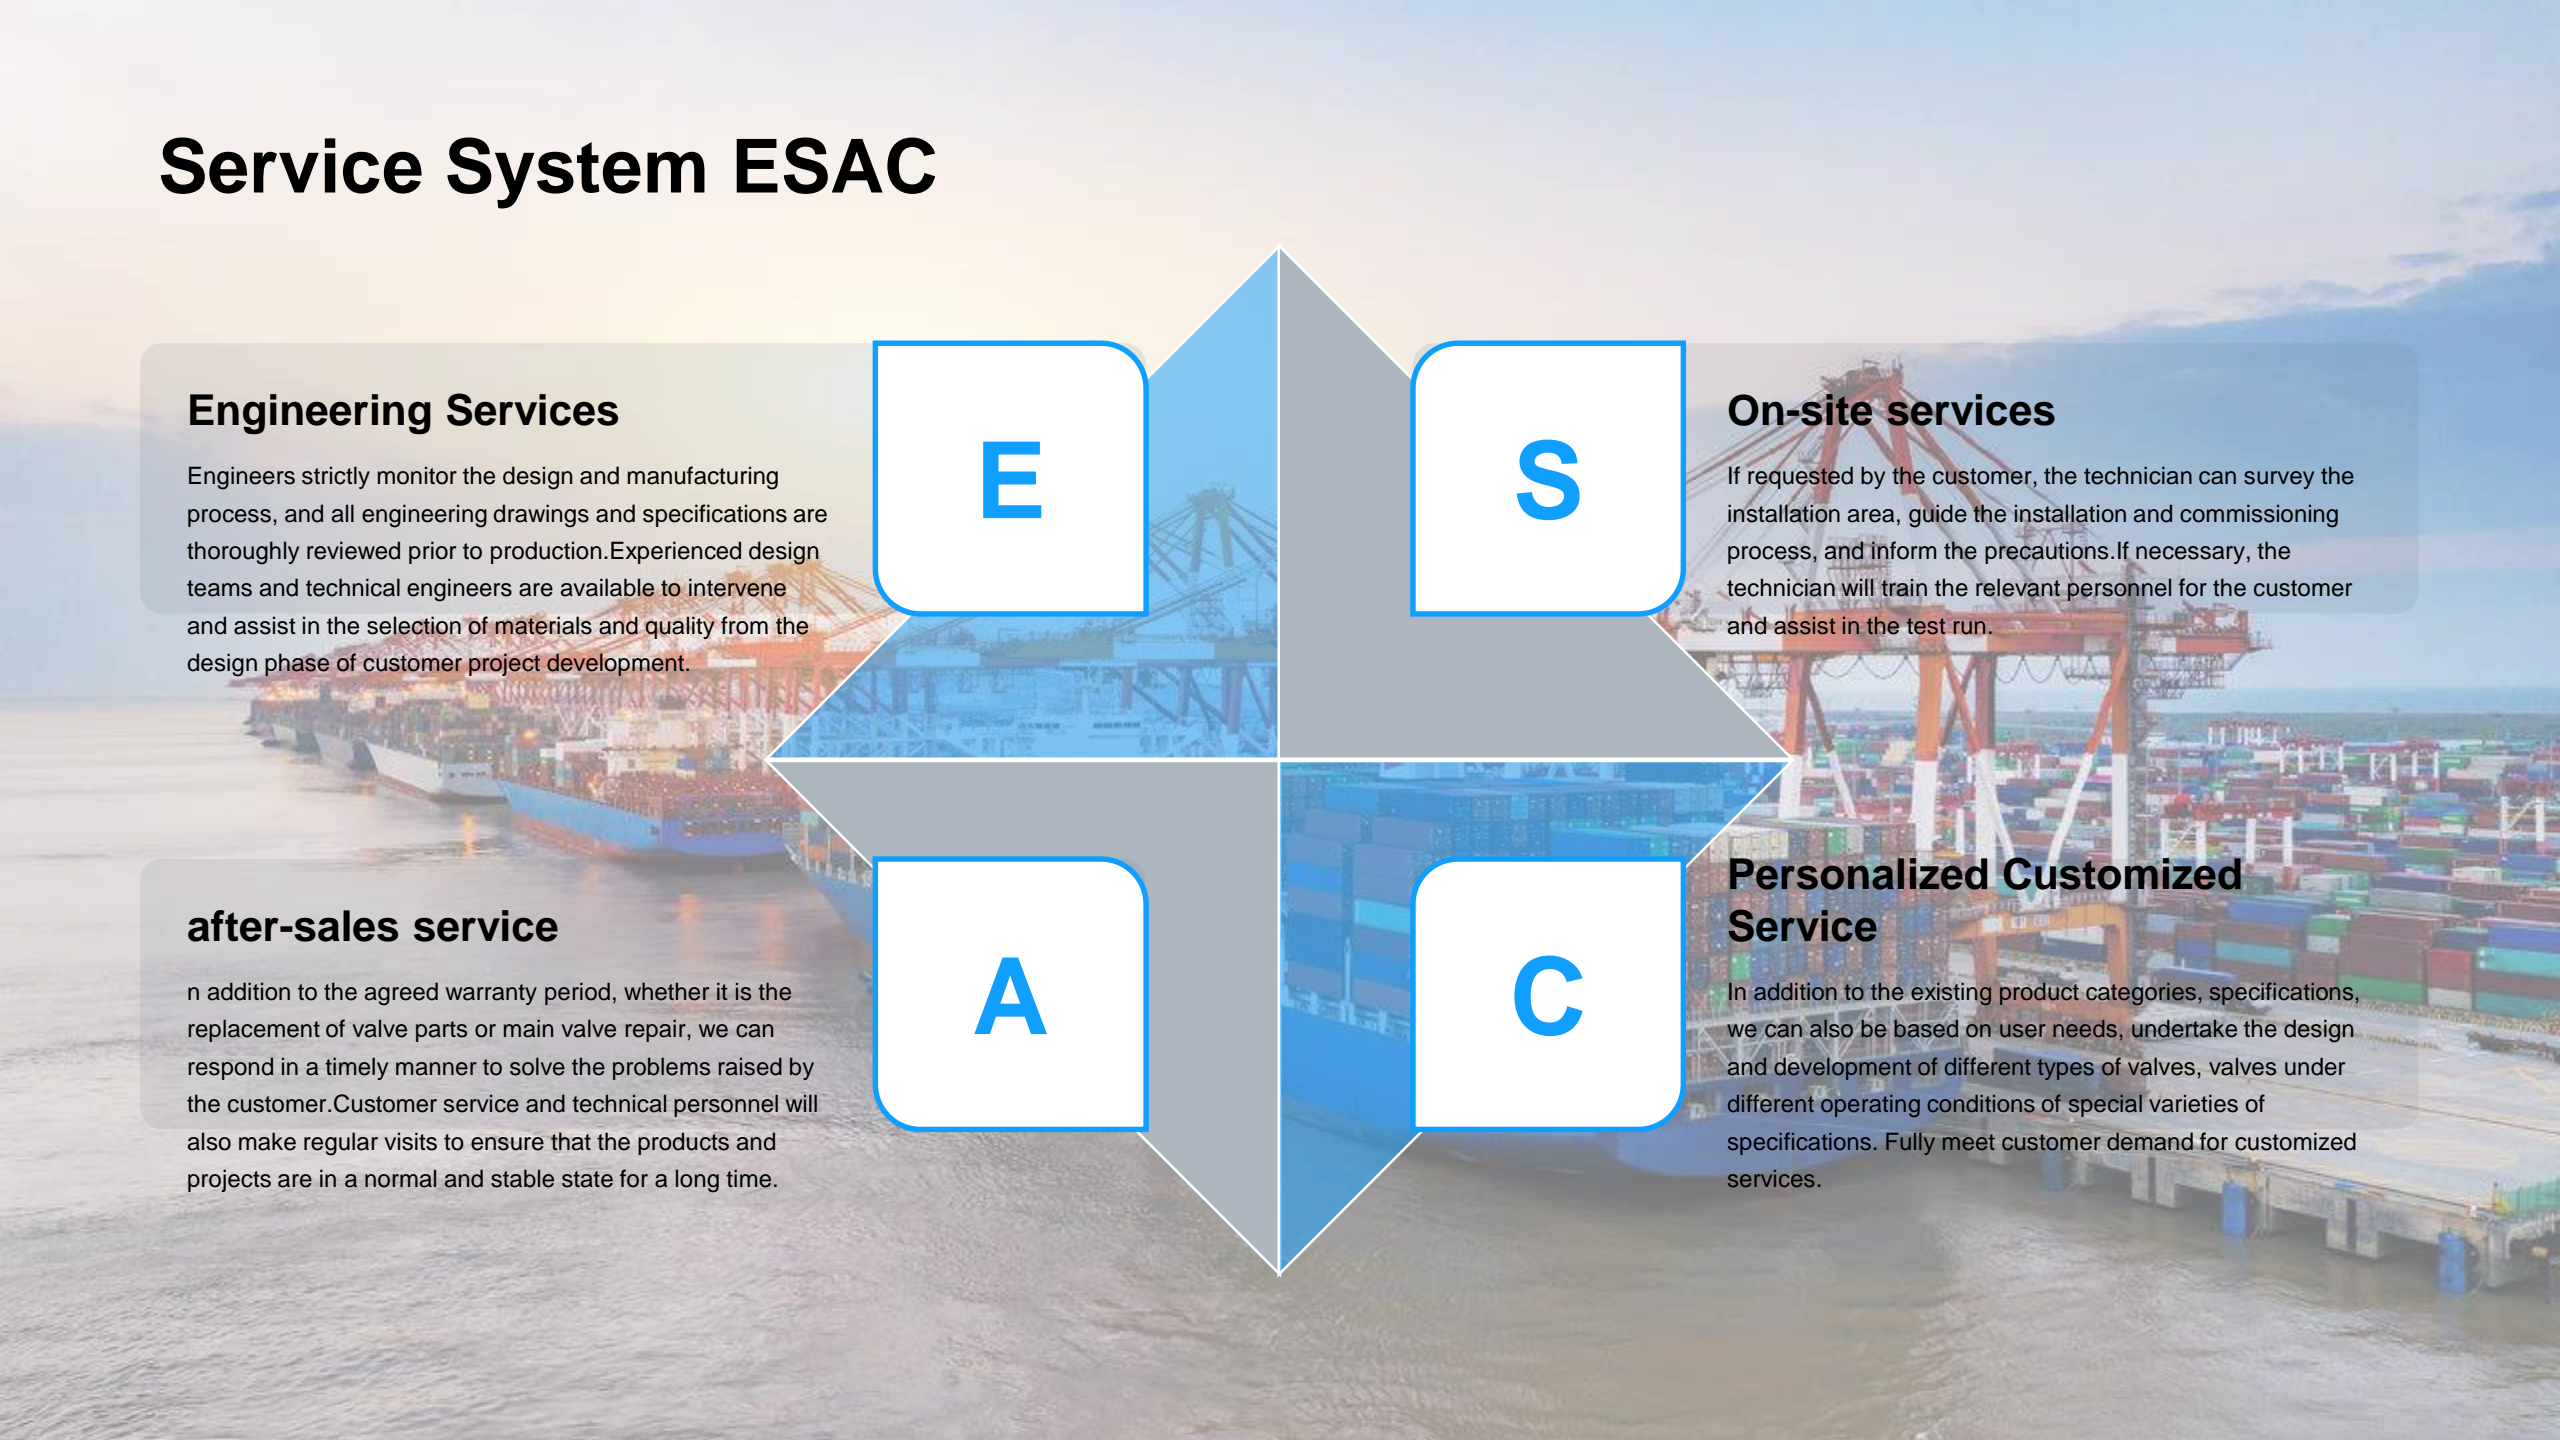 Service System ESAC
E
Engineering Services
Engineers strictly monitor the design and manufacturing
process, and all engineering drawings and specifications are
thoroughly reviewed prior to production.Experienced design
teams and technical engineers are available to intervene
and assist in the selection of materials and quality from the
design phase of customer project development.
S
On-site services
If requested by the customer, the technician can survey the
installation area, guide the installation and commissioning
process, and inform the precautions.If necessary, the
technician will train the relevant personnel for the customer
and assist in the test run.
A
after-sales service
n addition to the agreed warranty period, whether it is the
replacement of valve parts or main valve repair, we can
respond in a timely manner to solve the problems raised by
the customer.Customer service and technical personnel will
also make regular visits to ensure that the products and
projects are in a normal and stable state for a long time.
C
Personalized Customized
Service
In addition to the existing product categories, specifications,
we can also be based on user needs, undertake the design
and development of different types of valves, valves under
different operating conditions of special varieties of
specifications. Fully meet customer demand for customized
services.